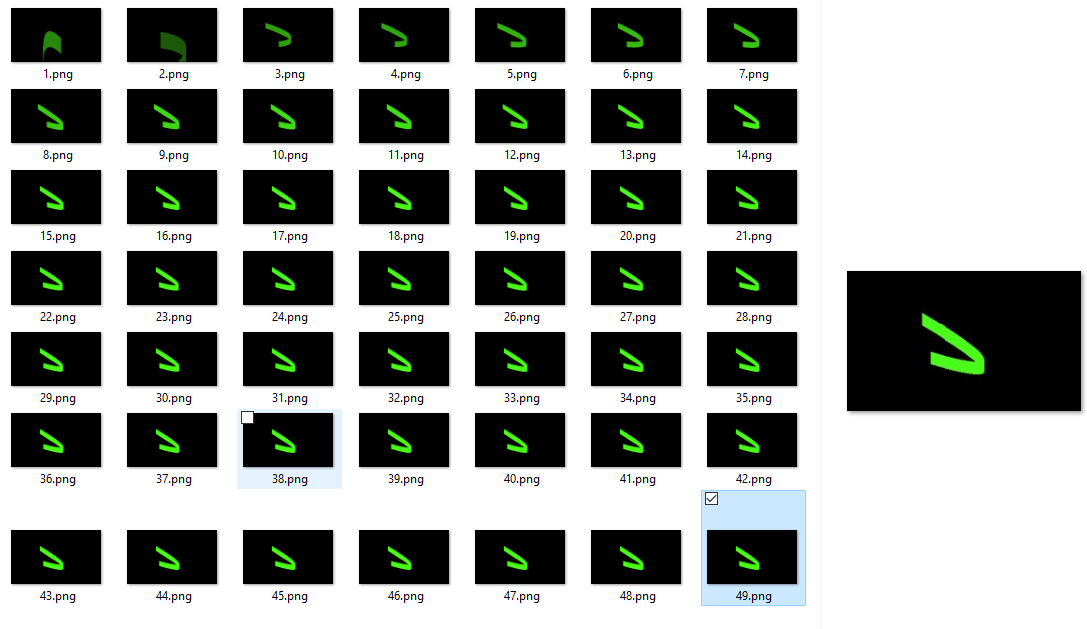 1.png 2.png 3.png 4.png 5.png 6.png 7.png
8.png 9.png 10.png 11.png 12.png 13.png 14.png
15.png 16.png 17.png 18.png 19.png 20.png 21.png
22.png 23.png 24.png 25.png 26.png 27.png 28.png
29.png 30.png 31.png 32.png 33.png 34.png 35.png
36.png 37.png 38.png 39.png 40.png 41.png 42.png
43.png 44.png 45.png 46.png 47.png 48.png 49.png